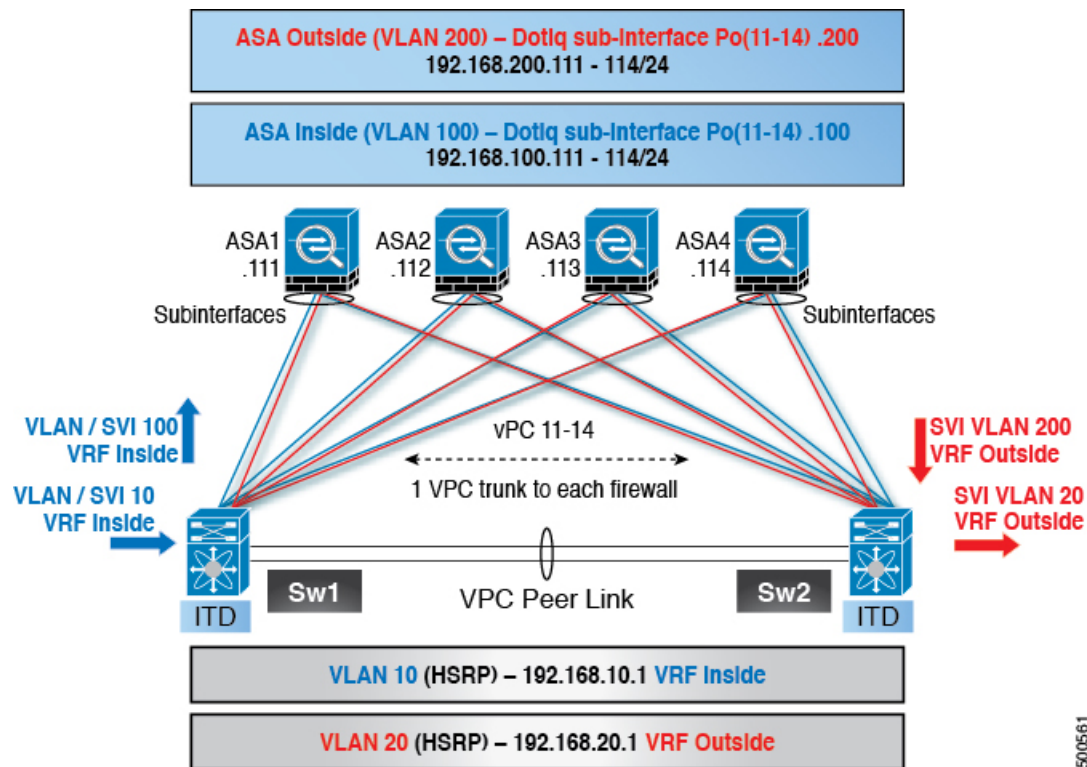 ASA Outside (VLAN 200) – Dotlq sub-Interface Po(11-14) .200
192.168.200.111 - 114/24
ASA Inside (VLAN 100) – Dotlq sub-Interface Po(11-14) .100
192.168.100.111 - 114/24
ASA1
.111
ASA2
.112
ASA3
.113
ASA4
.114
Subinterfaces
Subinterfaces
VLAN / SVI 100
VRF Inside
vPC 11-14
SVI VLAN 200
VRF Outside
VLAN / SVI 10
VRF Inside
1 VPC trunk to each firewall
SVI VLAN 20
VRF Outside
Sw1
VPC Peer Link
Sw2
ITD
ITD
VLAN 10 (HSRP) – 192.168.10.1 VRF Inside
VLAN 20 (HSRP) – 192.168.20.1 VRF Outside
500561